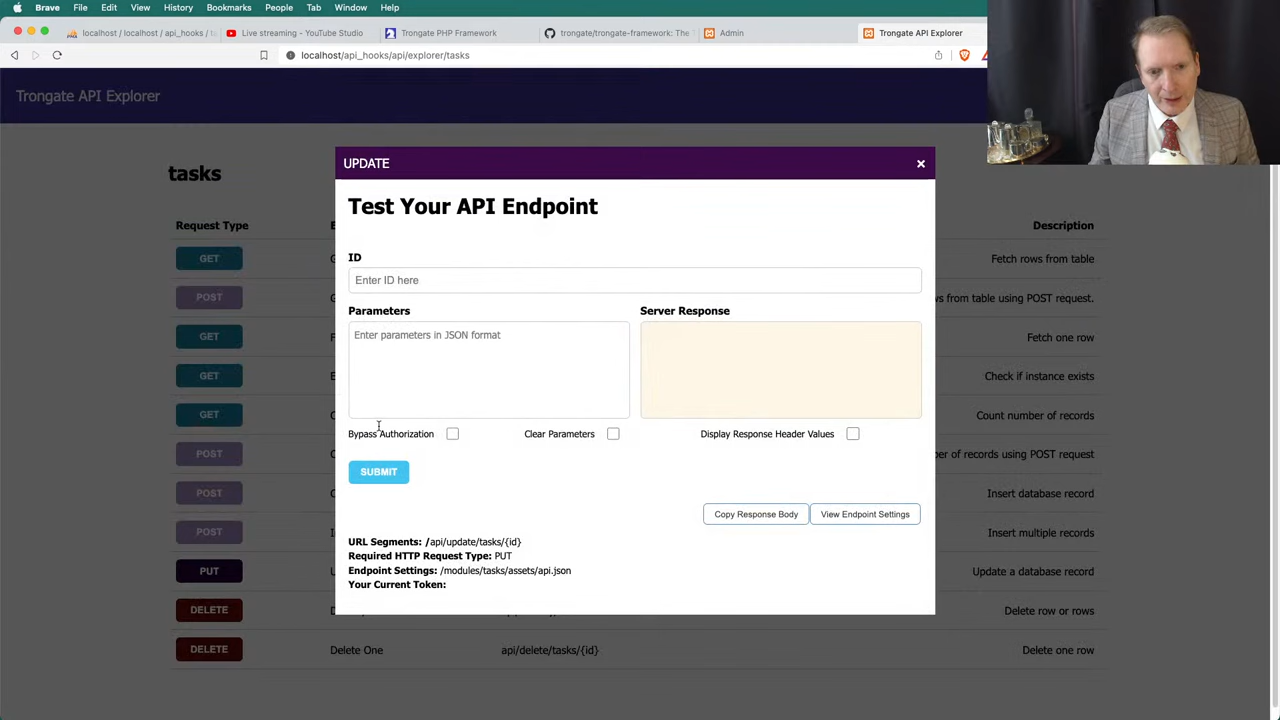 Brave File Edit View History Bookmarks People Tab Window Help
localhost / localhost / api_hooks / ta
Live streaming - YouTube Studio
Trongate PHP Framework
trongate/trongate-framework: The
Admin
Trongate API Explorer
localhost/api_hooks/api/explorer/tasks
Trongate API Explorer
UPDATE
tasks
Test Your API Endpoint
Request Type
Description
ID
GET
Fetch rows from table
Enter ID here
POST
ws from table using POST request.
Parameters
Server Response
Enter parameters in JSON format
GET
Fetch one row
GET
Check if instance exists
GET
Count number of records
Bypass Authorization
Clear Parameters
Display Response Header Values
POST
er of records using POST request
SUBMIT
POST
Insert database record
Copy Response Body
View Endpoint Settings
POST
Insert multiple records
URL Segments: /api/update/tasks/{id}
Required HTTP Request Type: PUT
Endpoint Settings: /modules/tasks/assets/api.json
Your Current Token:
PUT
Update a database record
DELETE
Delete row or rows
DELETE
Delete One
api/delete/tasks/{id}
Delete one row